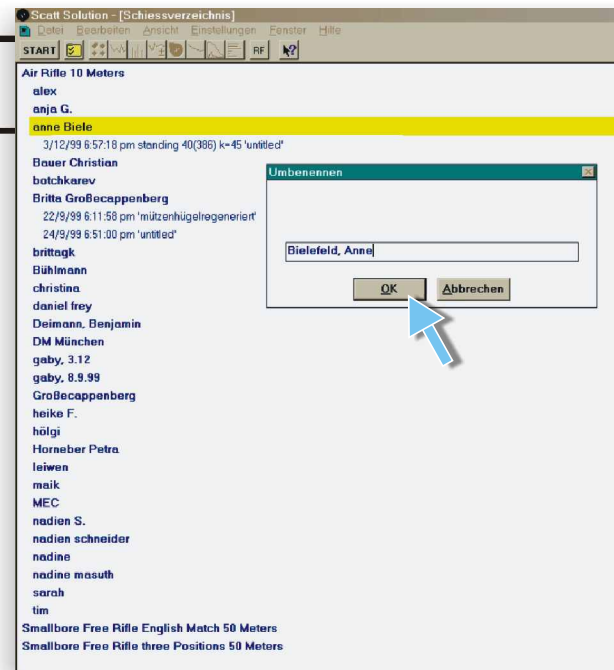 Scatt Solution - [Schiessverzeichnis]
Datei Bearbeiten Ansicht Einstellungen Fenster Hilfe
START RF
Air Rifle 10 Meters
alex
anja G.
anne Biele
3/12/99 6:57:18 pm standing 40(386) k=45 'untitled'
Bauer Christian
botchkarev
Britta Großecappenberg
22/9/99 6:11:58 pm 'mützenhügelregeneriert'
24/9/99 6:51:00 pm 'untitled'
brittagk
Bühlmann
christina
daniel frey
Deimann, Benjamin
DM München
gaby, 3.12
gaby, 8.9.99
Großecappenberg
heike F.
hölgi
Horneber Petra
leiwen
maik
MEC
nadien S.
nadien schneider
nadine
nadine masuth
sarah
tim
Smallbore Free Rifle English Match 50 Meters
Smallbore Free Rifle three Positions 50 Meters
Umbenennen
Bielefeld, Anne
OK Abbrechen